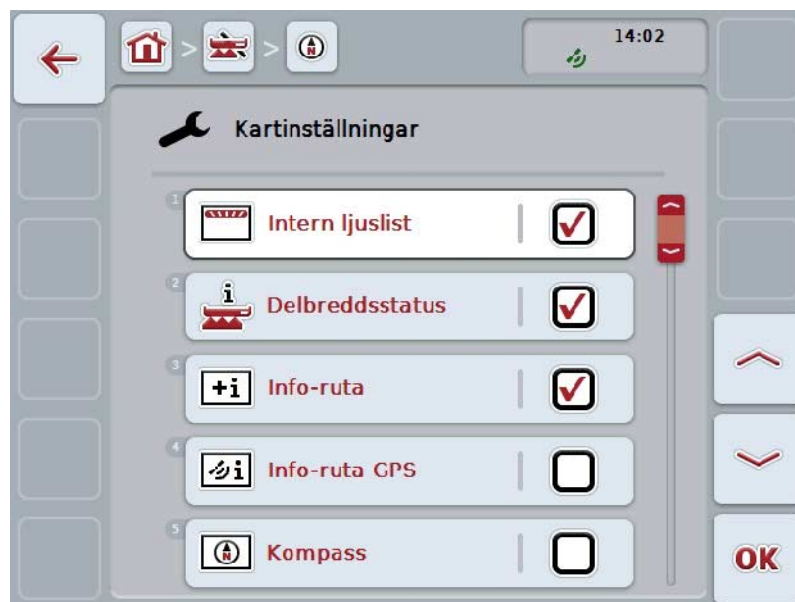 14:02
Kartinställningar
1
Intern ljuslist
2
i
Delbreddsstatus
3
+i
Info-ruta
4
i
Info-ruta GPS
5
Kompass
OK